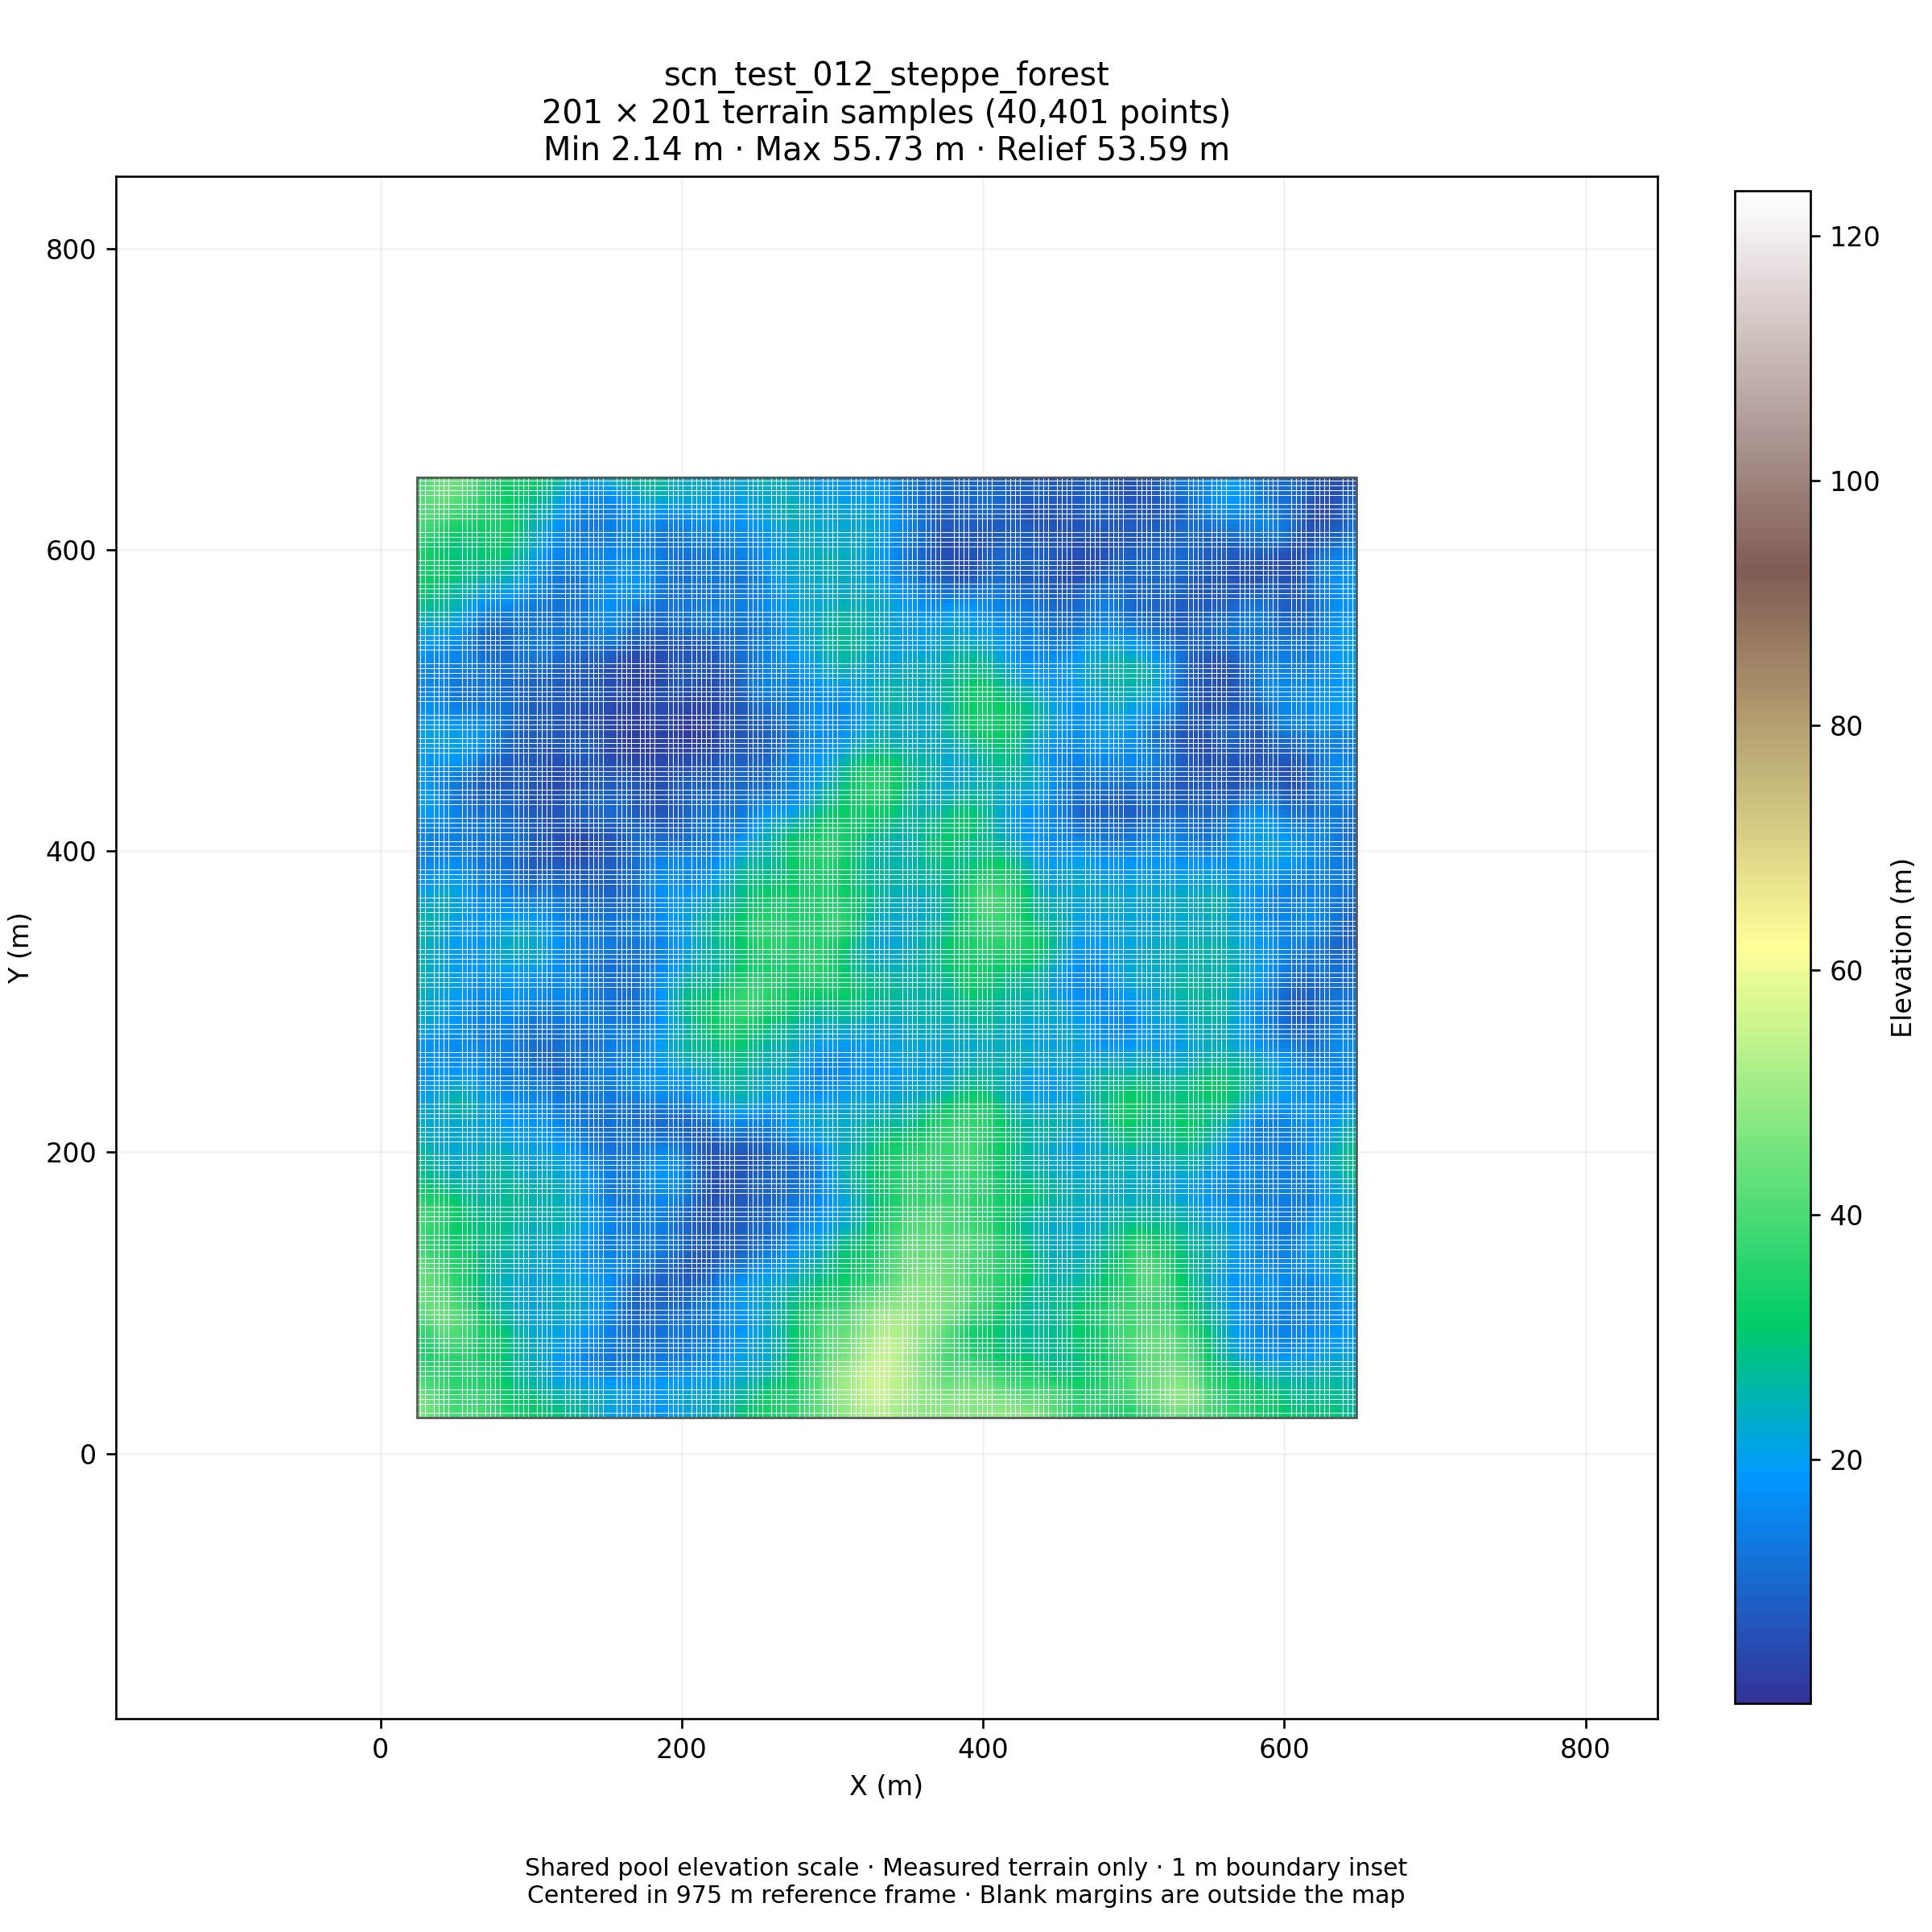 scn_test_012_steppe_forest
201 × 201 terrain samples (40,401 points)
Min 2.14 m · Max 55.73 m · Relief 53.59 m
800
600
400
200
0
Y (m)
0
200
400
600
800
X (m)
120
100
80
60
40
20
Elevation (m)
Shared pool elevation scale · Measured terrain only · 1 m boundary inset
Centered in 975 m reference frame · Blank margins are outside the map